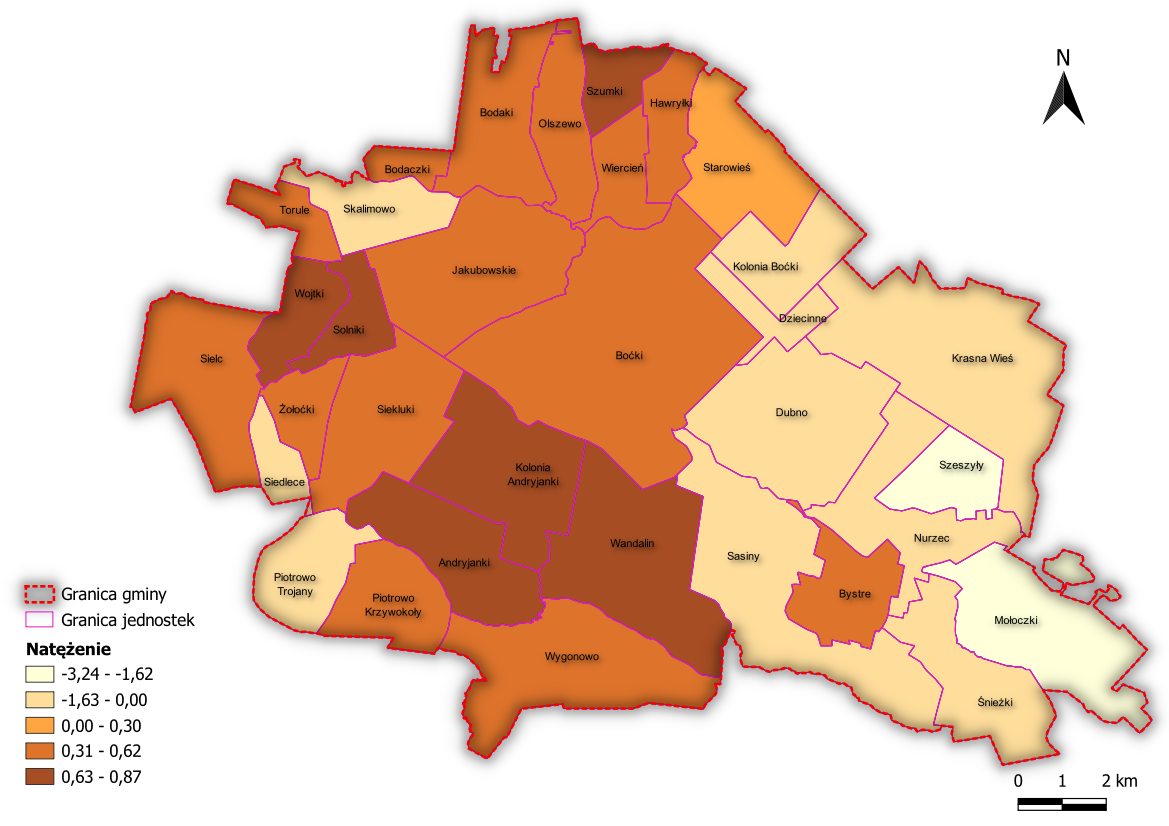 N
Szumki
Hawryłki
Bodaki
Olszewo
Bodaczki
Wiercień
Starowieś
Torule
Skalimowo
Jakubowskie
Kolonia Boćki
Wojtki
Solniki
Dziecinne
Sielc
Boćki
Krasna Wieś
Żołoćki
Siekluki
Dubno
Kolonia
Andryjanki
Szeszyły
Siedlece
Wandalin
Nurzec
Sasiny
Andryjanki
Piotrowo
Trojany
Piotrowo
Krzywokoły
Bystre
Mołoczki
Wygonowo
Śnieżki
Granica gminy
Granica jednostek
Natężenie
-3,24 - -1,62
-1,63 - 0,00
0,00 - 0,30
0,31 - 0,62
0,63 - 0,87
0 1 2 km